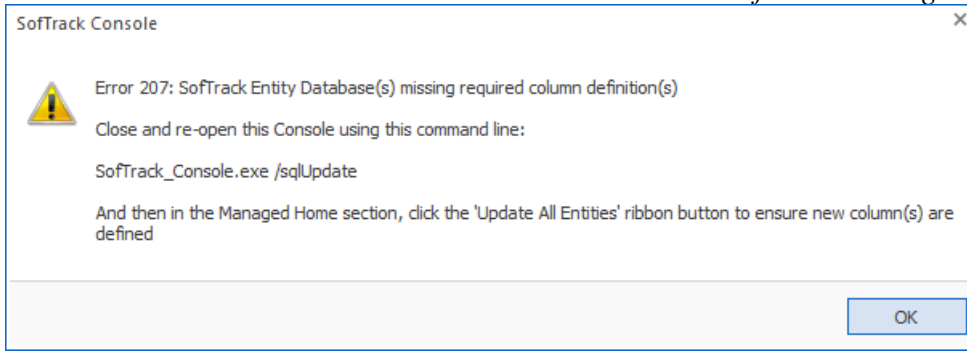 SofTrack Console
Error 207: SofTrack Entity Database(s) missing required column definition(s)
Close and re-open this Console using this command line:
SofTrack_Console.exe /sqlUpdate
And then in the Managed Home section, click the 'Update All Entities' ribbon button to ensure new column(s) are
defined
OK